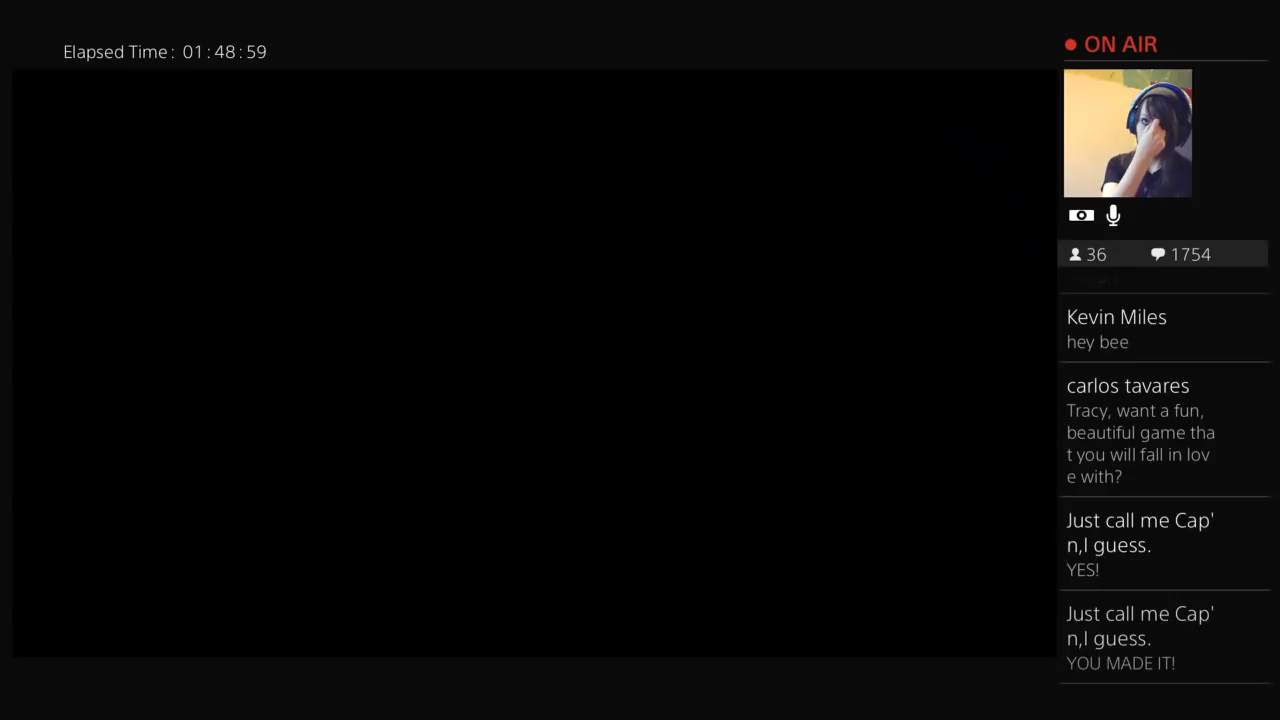 Elapsed Time: 01:48:59
ON AIR
36 1754
Kevin Miles
hey bee
carlos tavares
Tracy, want a fun,
beautiful game tha
t you will fall in lov
e with?
Just call me Cap'
n,I guess.
YES!
Just call me Cap'
n,I guess.
YOU MADE IT!